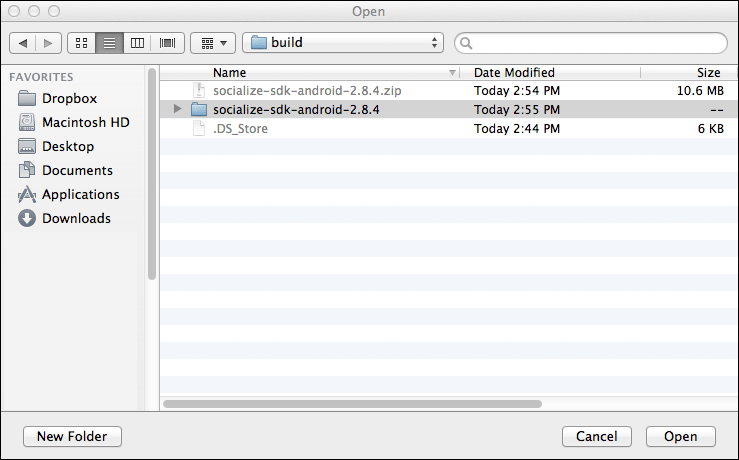 Open
build
FAVORITES
Dropbox
Macintosh HD
Desktop
Documents
Applications
Downloads
Name Date Modified Size
socialize-sdk-android-2.8.4.zip Today 2:54 PM 10.6 MB
socialize-sdk-android-2.8.4 Today 2:55 PM --
.DS_Store Today 2:44 PM 6 KB
New Folder Cancel Open